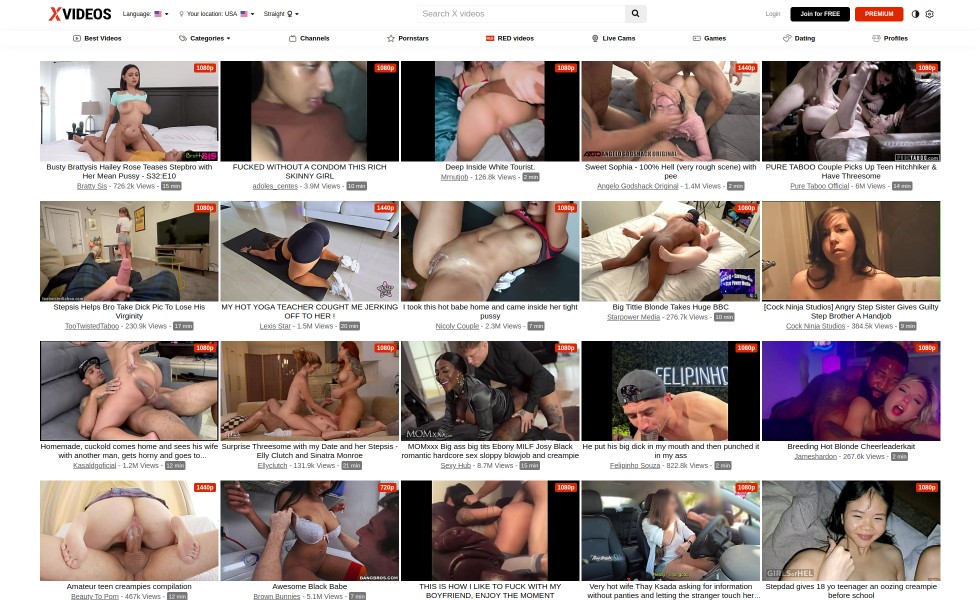 XVIDEOS
Language:
Your location: USA
Straight
Search X videos
Login
Join for FREE
PREMIUM
Best Videos
Categories
Channels
Pornstars
RED videos
Live Cams
Games
Dating
Profiles
1080p
1080p
1080p
1440p
1080p
Busty Brattysis Hailey Rose Teases Stepbro with
Her Mean Pussy - S32:E10
Bratty Sis - 726.2k Views - 15 min
FUCKED WITHOUT A CONDOM THIS RICH
SKINNY GIRL
adoles_centes - 3.9M Views - 10 min
Deep Inside White Tourist.
Mrnutjob - 126.8k Views - 2 min
Sweet Sophia - 100% Hell (very rough scene) with
pee
Angelo Godshack Original - 1.4M Views - 2 min
PURE TABOO Couple Picks Up Teen Hitchhiker &
Have Threesome
Pure Taboo Official - 6M Views - 14 min
1080p
1440p
1080p
1080p
Stepsis Helps Bro Take Dick Pic To Lose His
Virginity
TooTwistedTaboo - 230.9k Views - 17 min
MY HOT YOGA TEACHER COUGHT ME JERKING
OFF TO HER !
Lexis Star - 1.5M Views - 20 min
I took this hot babe home and came inside her tight
pussy
Nicoly Couple - 2.3M Views - 7 min
Big Tittie Blonde Takes Huge BBC
Starpower Media - 276.7k Views - 10 min
[Cock Ninja Studios] Angry Step Sister Gives Guilty
Step Brother A Handjob
Cock Ninja Studios - 384.5k Views - 9 min
1080p
1080p
1080p
1080p
1080p
MOMxxx
FELIPINHO
Homemade, cuckold comes home and sees his wife
with another man, gets horny and goes to...
Kasaldgoficial - 1.2M Views - 12 min
Surprise Threesome with my Date and her Stepsis -
Elly Clutch and Sinatra Monroe
Ellyclutch - 131.9k Views - 21 min
MOMxxx Big ass big tits Ebony MILF Josy Black
romantic hardcore sex sloppy blowjob and creampie
Sexy Hub - 8.7M Views - 15 min
He put his big dick in my mouth and then punched it
in my ass
Felipinho Souza - 822.8k Views - 2 min
Breeding Hot Blonde Cheerleaderkait
Jameshardon - 267.6k Views - 2 min
1440p
720p
1080p
1080p
1080p
BANGBROS.COM
GIRLSofHEL
Amateur teen creampies compilation
Beauty To Porn - 467k Views - 12 min
Awesome Black Babe
Brown Bunnies - 5.1M Views - 7 min
THIS IS HOW I LIKE TO FUCK WITH MY
BOYFRIEND, ENJOY THE MOMENT
Very hot wife Thay Ksada asking for information
without panties and letting the stranger touch her...
Stepdad gives 18 yo teenager an oozing creampie
before school